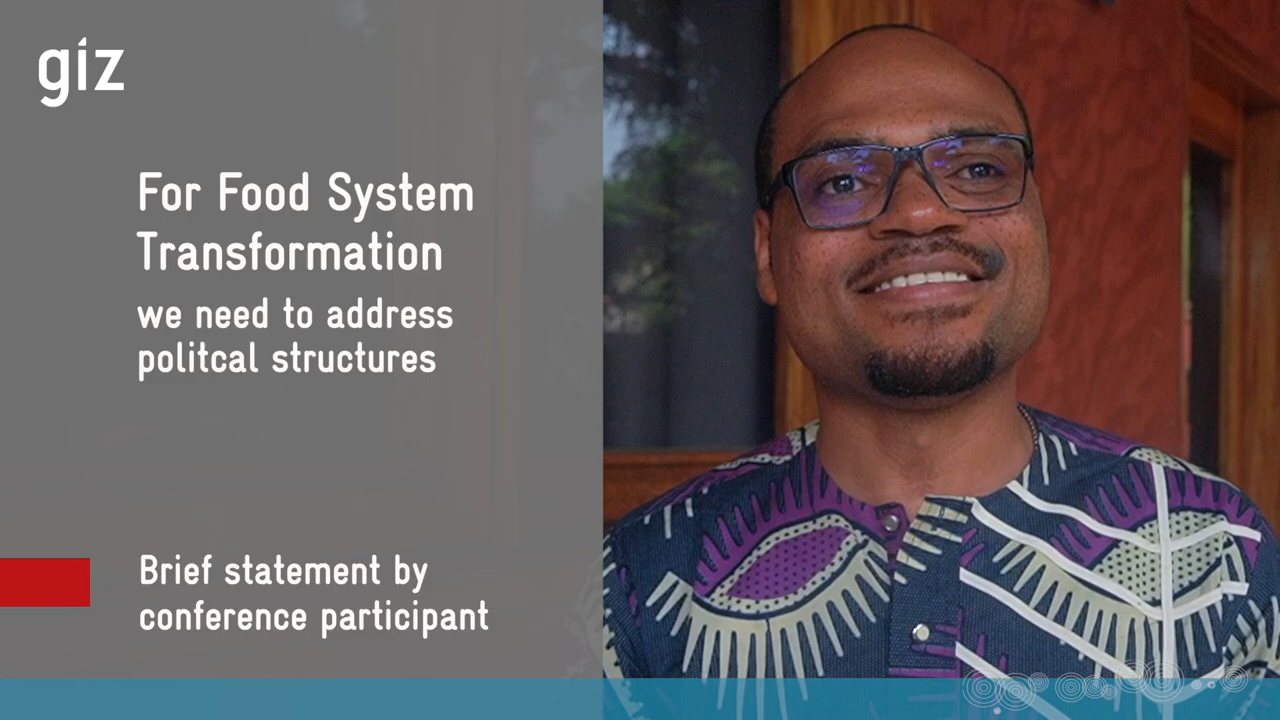 giz
For Food System
Transformation
we need to address
politcal structures
Brief statement by
conference participant